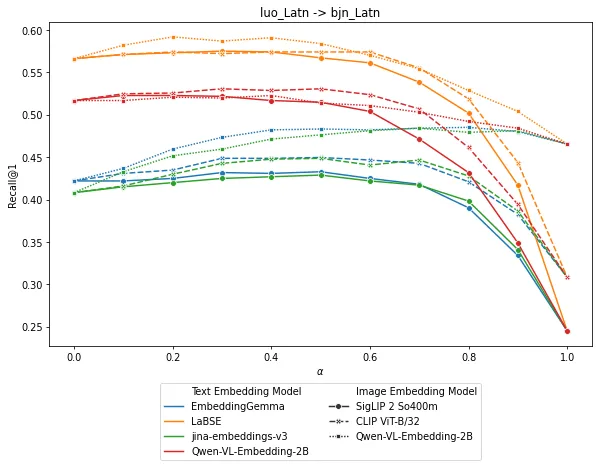 luo_Latn -> bjn_Latn
Recall@1
0.60
0.55
0.50
0.45
0.40
0.35
0.30
0.25
0.0
0.2
0.4
0.6
0.8
1.0
α
Text Embedding Model
EmbeddingGemma
LaBSE
jina-embeddings-v3
Qwen-VL-Embedding-2B
Image Embedding Model
SigLIP 2 So400m
CLIP ViT-B/32
Qwen-VL-Embedding-2B